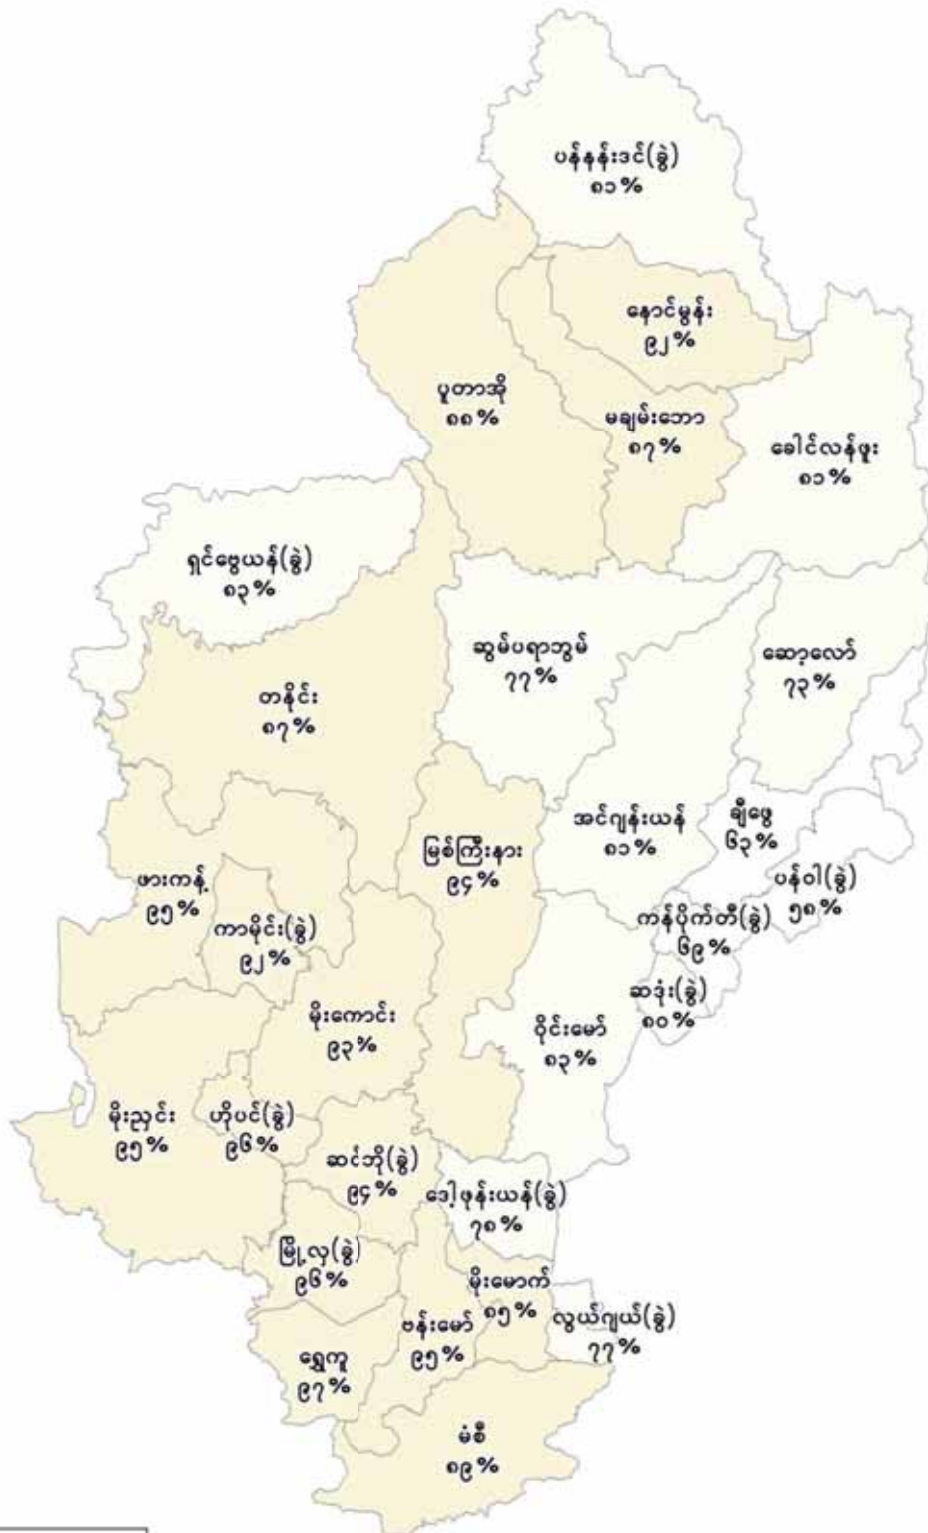 ပန်နန်းဒင်(ခွဲ)
၈၁%
နောင်မွန်း
၉၂%
ပူတာအို
၈၈%
မချမ်းဘော
၈၇%
ခေါင်လန်ဖူး
၈၁%
ရှင်ဗွေယန်(ခွဲ)
၈၃%
ဆွမ်ပရာဘွမ်
၇၇%
ဆော့လော်
၇၃%
တနိုင်း
၈၇%
အင်ဂျန်းယန်
၈၁%
ချီဖွေ
၆၃%
မြစ်ကြီးနား
၉၄%
ဖားကန့်
၉၅%
ပန်ဝါ(ခွဲ)
၅၈%
ကာမိုင်း(ခွဲ)
၉၂%
ကန်ပိုက်တီ(ခွဲ)
၆၉%
ဆဒုံး(ခွဲ)
၈၀%
မိုးကောင်း
၉၃%
ဝိုင်းမော်
၈၃%
မိုးညှင်း
၉၅%
ဟိုပင်(ခွဲ)
၉၆%
ဆင်ဘို(ခွဲ)
၉၄%
ဒေါ့ဖုန်းယန်(ခွဲ)
၇၈%
မြို့လှ(ခွဲ)
၉၆%
မိုးမောက်
၈၅%
လွယ်ဂျယ်(ခွဲ)
၇၇%
ဗန်းမော်
၉၅%
ရွှေကူ
၉၇%
မံစီ
၈၉%